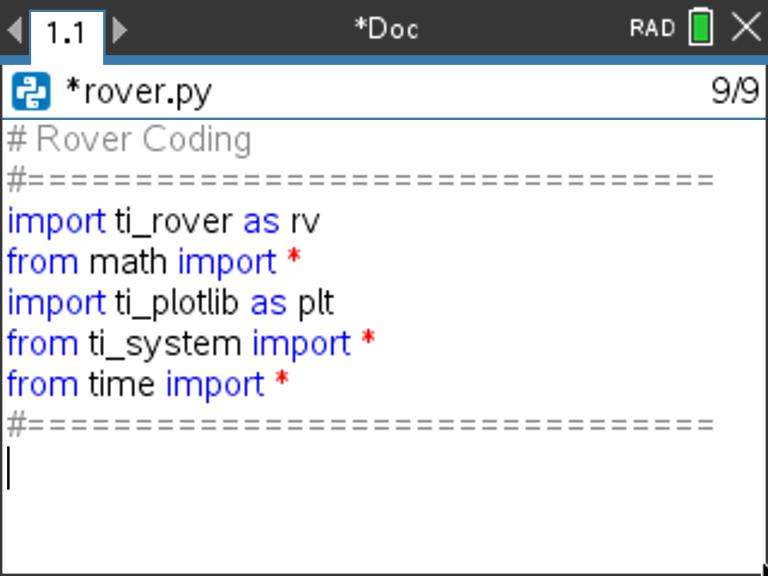 1.1 *Doc RAD
*rover.py 9/9
# Rover Coding
#================================
import ti_rover as rv
from math import *
import ti_plotlib as plt
from ti_system import *
from time import *
#================================